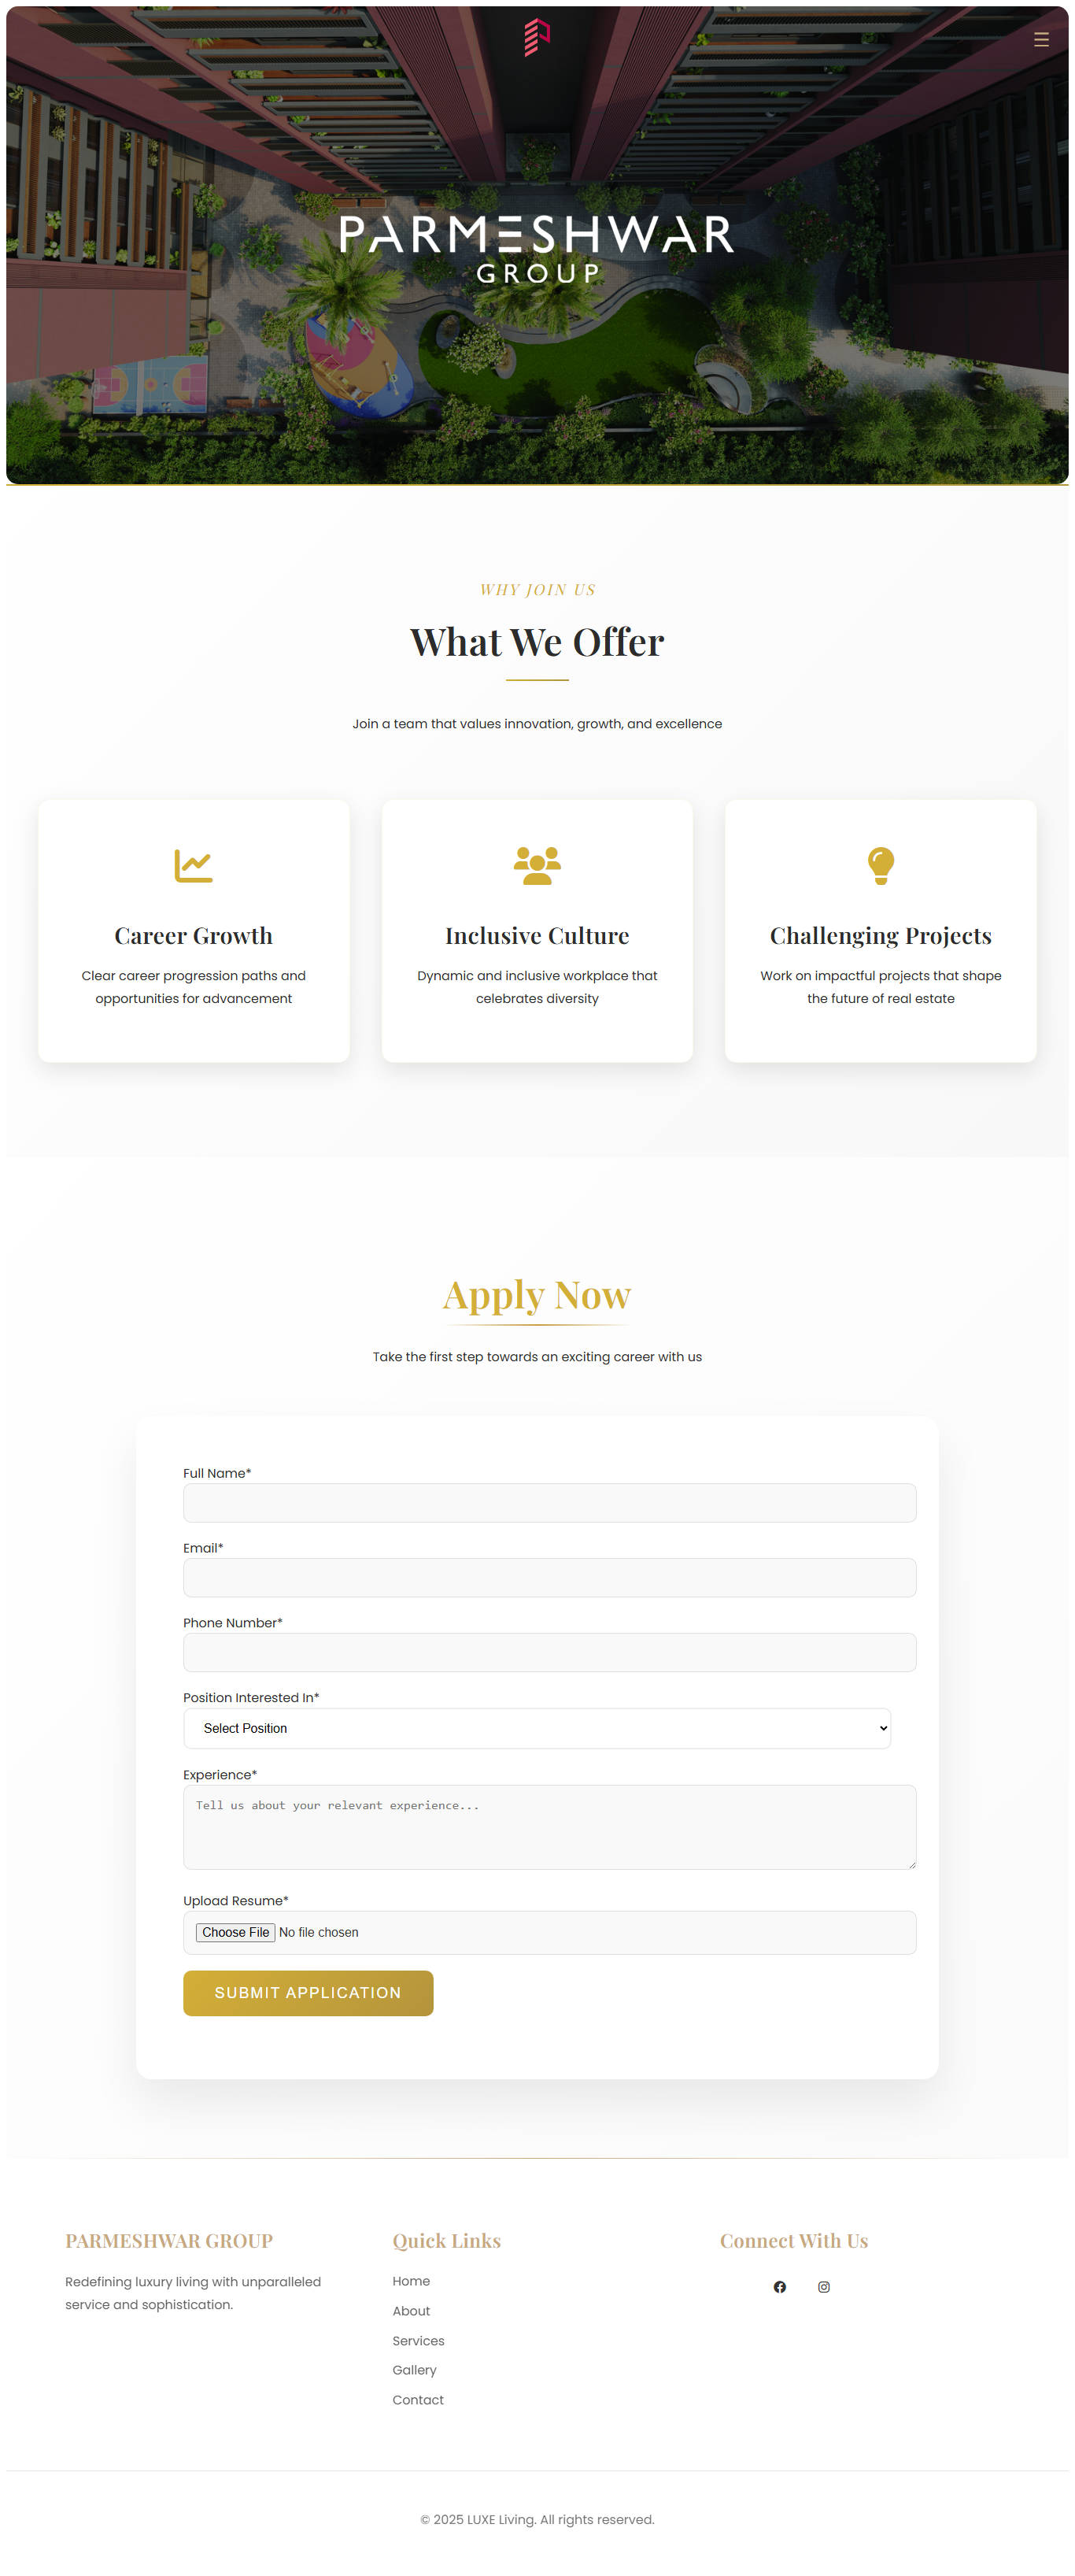 PARMESHWAR
GROUP
WHY JOIN US
What We Offer
Join a team that values innovation, growth, and excellence
Career Growth
Clear career progression paths and
opportunities for advancement
Inclusive Culture
Dynamic and inclusive workplace that
celebrates diversity
Challenging Projects
Work on impactful projects that shape
the future of real estate
Apply Now
Take the first step towards an exciting career with us
Full Name*
Email*
Phone Number*
Position Interested In*
Select Position
Experience*
Tell us about your relevant experience...
Upload Resume*
Choose File No file chosen
SUBMIT APPLICATION
PARMESHWAR GROUP
Redefining luxury living with unparalleled
service and sophistication.
Quick Links
Home
About
Services
Gallery
Contact
Connect With Us
© 2025 LUXE Living. All rights reserved.